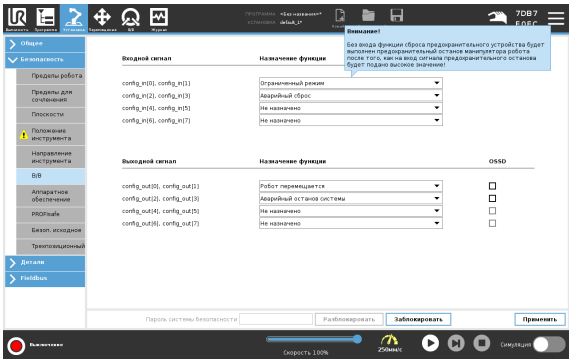 Выполнить Программа Установка Перемещение В/В Журнал
ПРОГРАММА <Без названия>*
УСТАНОВКА default_1*
7DB7
E0EC
Внимание!
Без входа функции сброса предохранительного устройства будет
выполнен предохранительный останов манипулятора робота
после того, как на вход сигнала предохранительного останова
будет подано высокое значение!
Общее
Безопасность
Пределы робота
Пределы для
сочленения
Плоскости
Положение
инструмента
Направление
инструмента
В/В
Аппаратное
обеспечение
PROFIsafe
Безоп. исходное
Трехпозиционный
Детали
Fieldbus
Входной сигнал Назначение функции
config_in[0], config_in[1] Ограниченный режим
config_in[2], config_in[3] Аварийный сброс
config_in[4], config_in[5] Не назначено
config_in[6], config_in[7] Не назначено
Выходной сигнал Назначение функции OSSD
config_out[0], config_out[1] Робот перемещается
config_out[2], config_out[3] Аварийный останов системы
config_out[4], config_out[5] Не назначено
config_out[6], config_out[7] Не назначено
Пароль системы безопасности Разблокировать Заблокировать Применить
Выключение
Скорость 100%
250мм/с
Симуляция